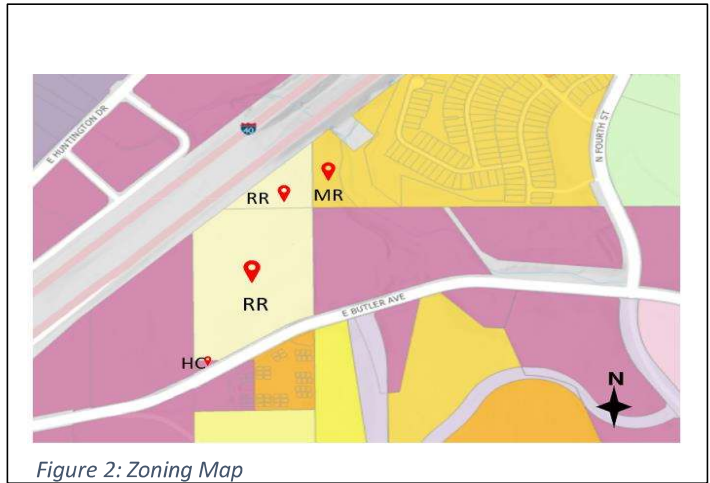 E HUNTINGTON DR
40
N FOURTH ST
RR
MR
RR
E BUTLER AVE
HC
N
Figure 2: Zoning Map